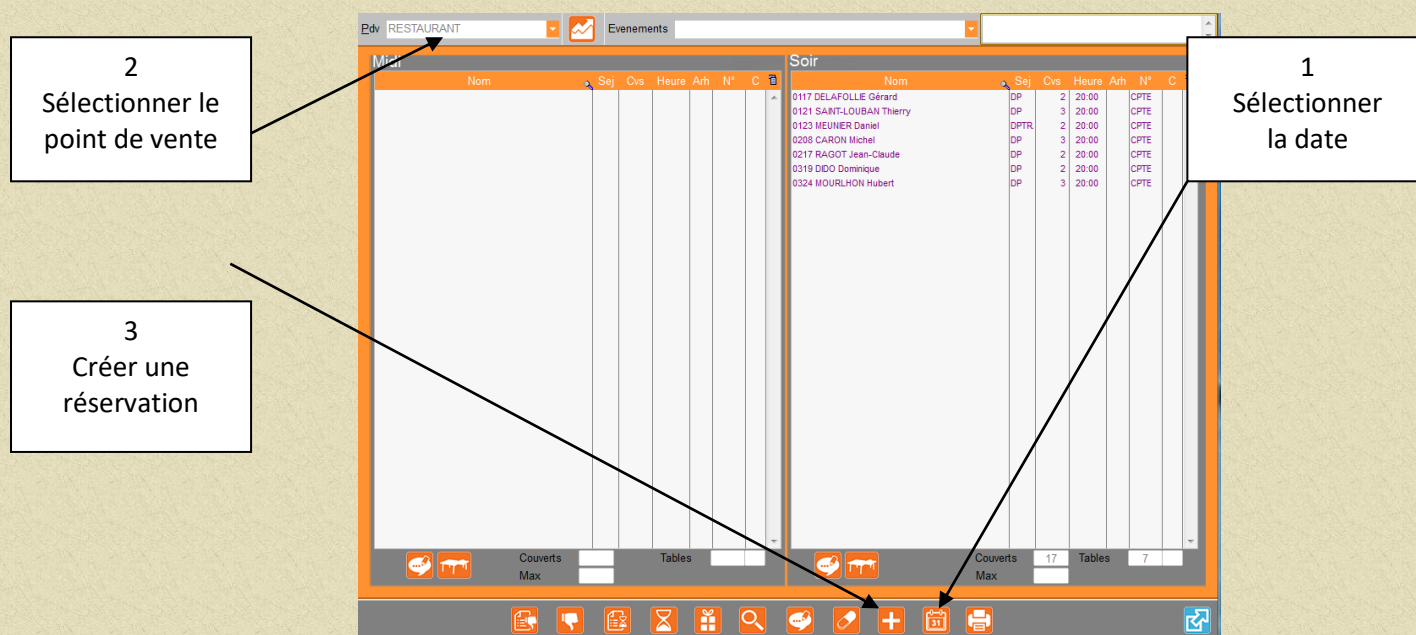 Pdv RESTAURANT Evenements
2
Sélectionner le
point de vente
1
Sélectionner
la date
3
Créer une
réservation
Midi
Nom Sej Cvs Heure Arh N° C
Soir
Nom Sej Cvs Heure Arh N° C
0117 DELAFOLLIE Gérard DP 2 20:00 CPTE
0121 SAINT-LOUBAN Thierry DP 3 20:00 CPTE
0123 MEUNIER Daniel DPTR. 2 20:00 CPTE
0208 CARON Michel DP 3 20:00 CPTE
0217 RAGOT Jean-Claude DP 2 20:00 CPTE
0319 DIDO Dominique DP 2 20:00 CPTE
0324 MOURLHON Hubert DP 3 20:00 CPTE
Couverts Tables
Max
Couverts 17 Tables 7
Max
31